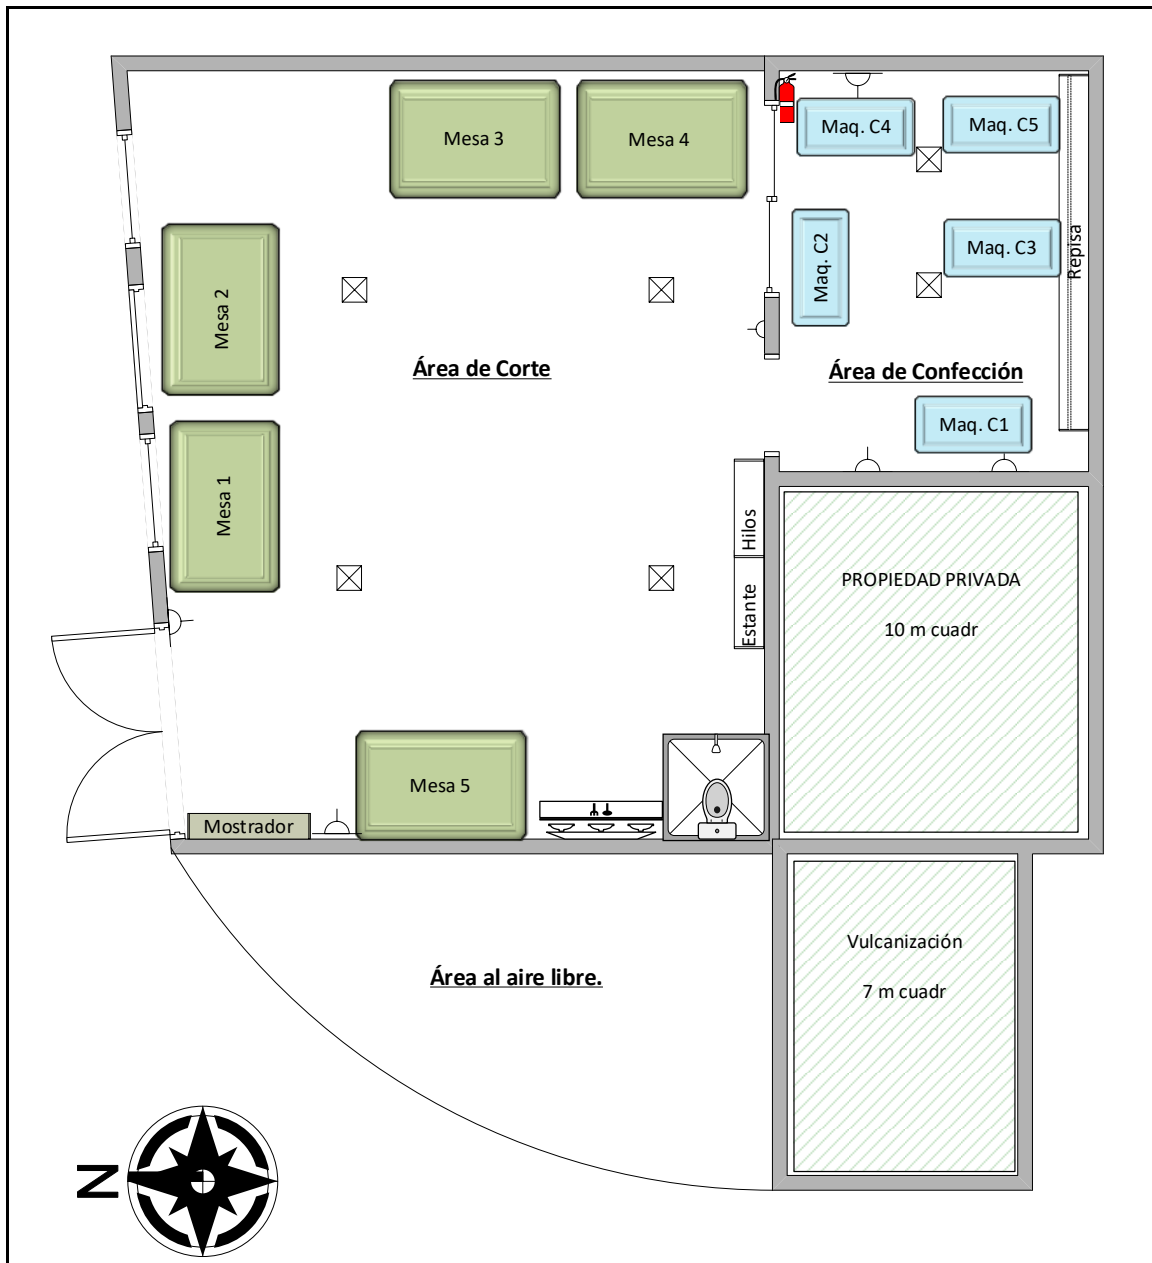 Mesa 3
Mesa 4
Maq. C4
Maq. C5
Mesa 2
Maq. C2
Maq. C3
Repisa
Área de Corte
Área de Confección
Maq. C1
Mesa 1
Hilos
Estante
PROPIEDAD PRIVADA
10 m cuadr
Mesa 5
Mostrador
Vulcanización
7 m cuadr
Área al aire libre.
N